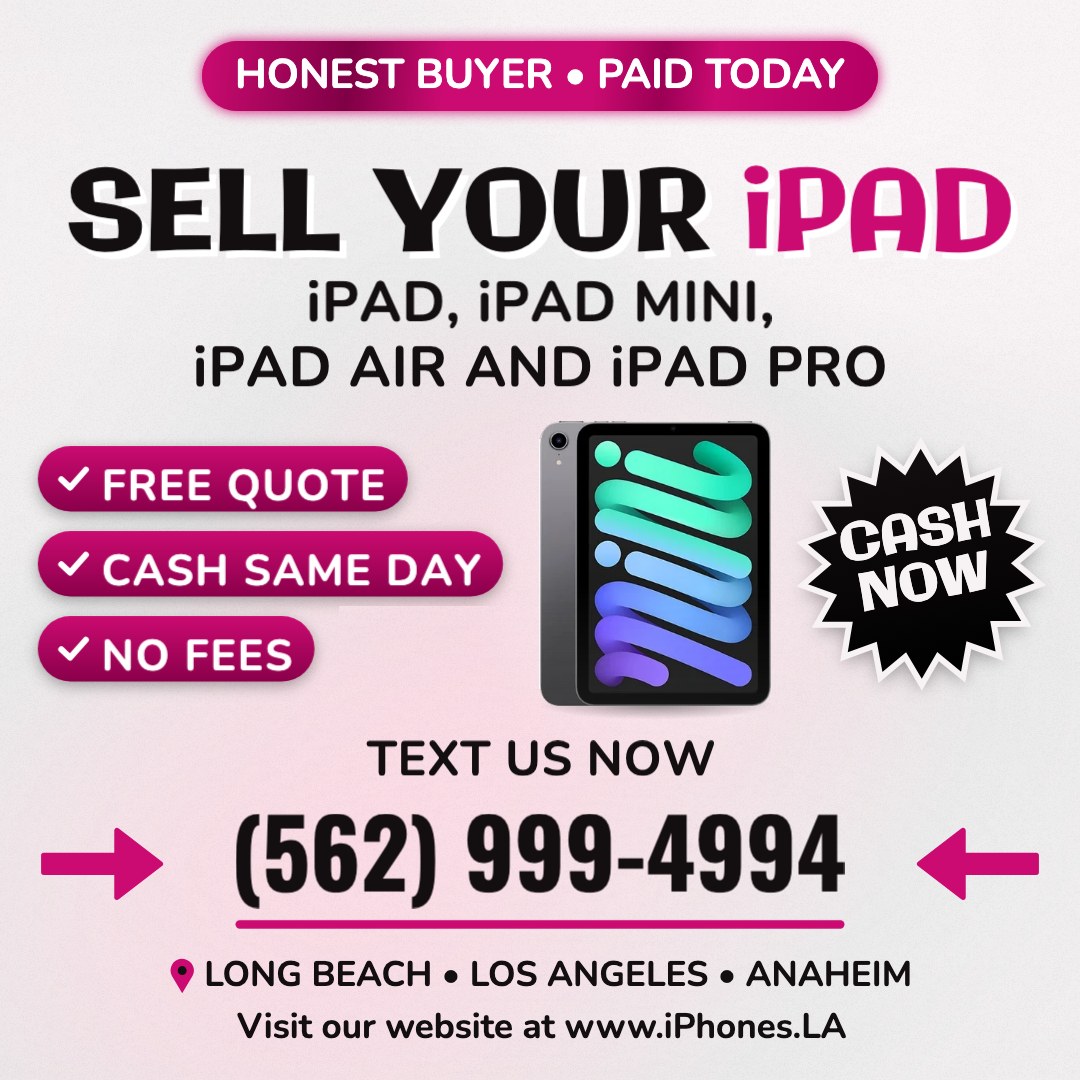 HONEST BUYER • PAID TODAY
SELL YOUR iPAD
iPAD, iPAD MINI,
iPAD AIR AND iPAD PRO
FREE QUOTE
CASH SAME DAY
NO FEES
CASH
NOW
TEXT US NOW
(562) 999-4994
LONG BEACH • LOS ANGELES • ANAHEIM
Visit our website at www.iPhones.LA